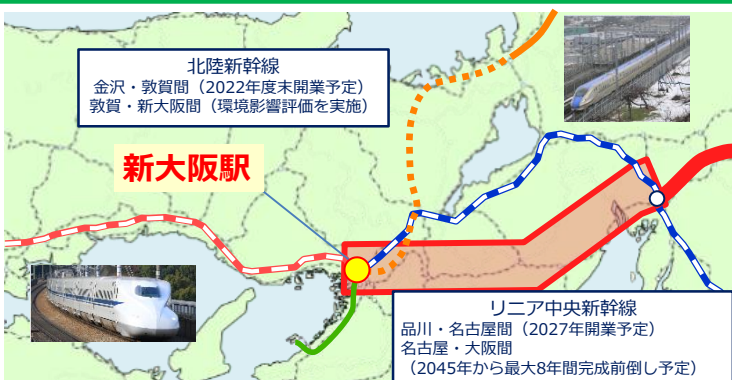 北陸新幹線
金沢・敦賀間（2022年度末開業予定）
敦賀・新大阪間（環境影響評価を実施）
新大阪駅
リニア中央新幹線
品川・名古屋間（2027年開業予定）
名古屋・大阪間
（2045年から最大8年間完成前倒し予定）